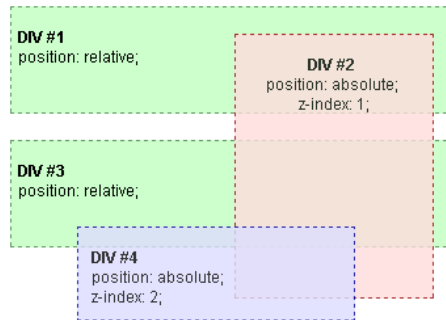 DIV #1
position: relative;
DIV #2
position: absolute;
z-index: 1;
DIV #3
position: relative;
DIV #4
position: absolute;
z-index: 2;